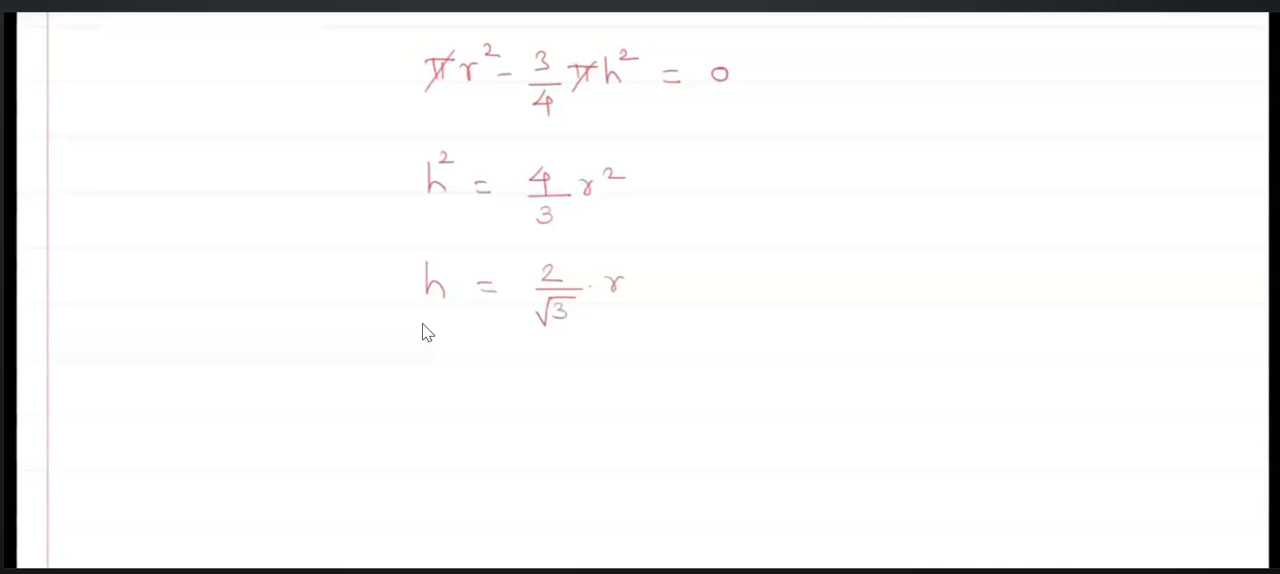 πr² - 3/4 πh² = 0
h² = 4/3 r²
h = 2/√3 · r